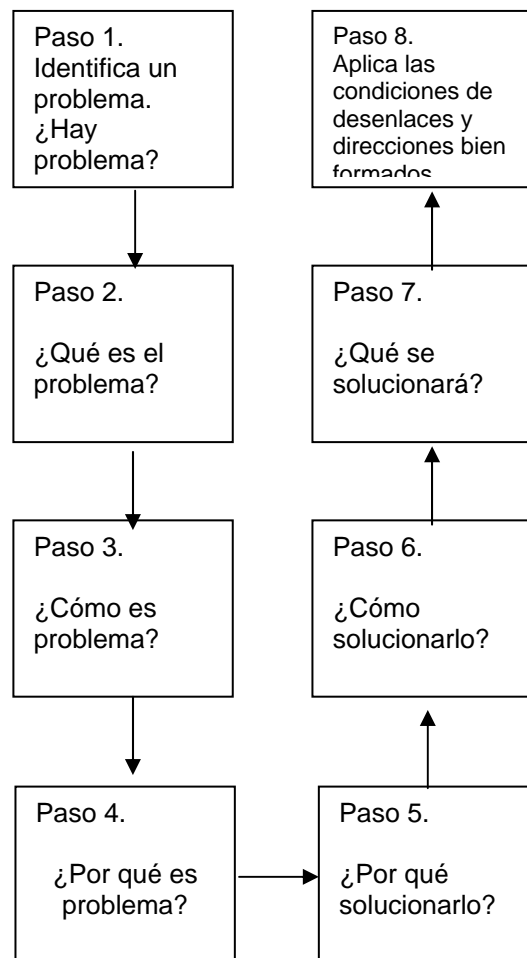 Paso 1.
Identifica un
problema.
¿Hay
problema?
Paso 2.
¿Qué es el
problema?
Paso 3.
¿Cómo es
problema?
Paso 4.
¿Por qué es
problema?
Paso 5.
¿Por qué
solucionarlo?
Paso 6.
¿Cómo
solucionarlo?
Paso 7.
¿Qué se
solucionará?
Paso 8.
Aplica las
condiciones de
desenlaces y
direcciones bien
formados